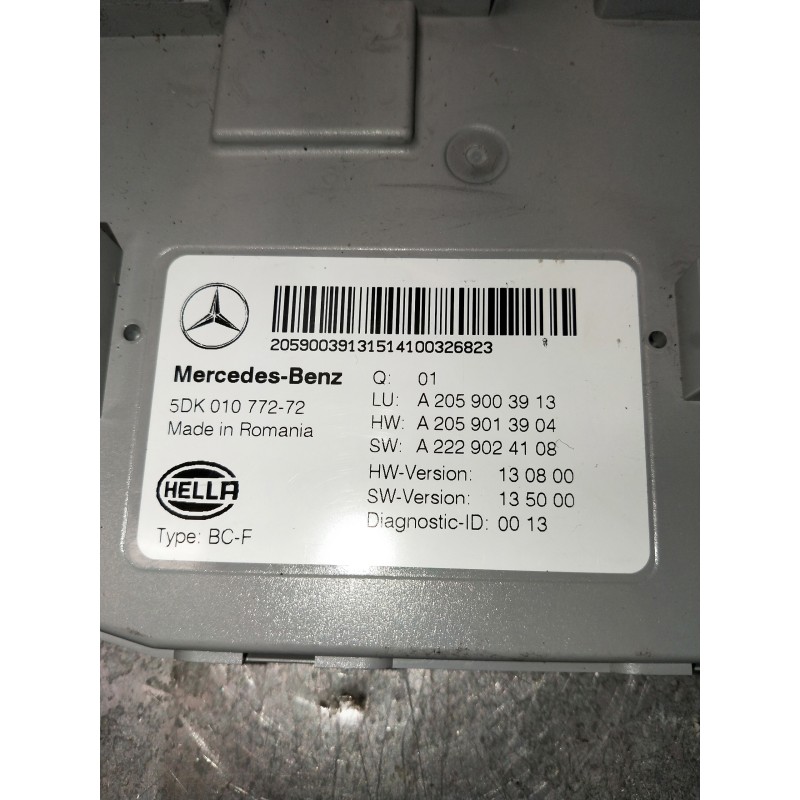 20590039131514100326823
Mercedes-Benz
5DK 010 772-72
Made in Romania
HELLA
Type: BC-F
Q: 01
LU: A 205 900 39 13
HW: A 205 901 39 04
SW: A 222 902 41 08
HW-Version: 13 08 00
SW-Version: 13 50 00
Diagnostic-ID: 00 13